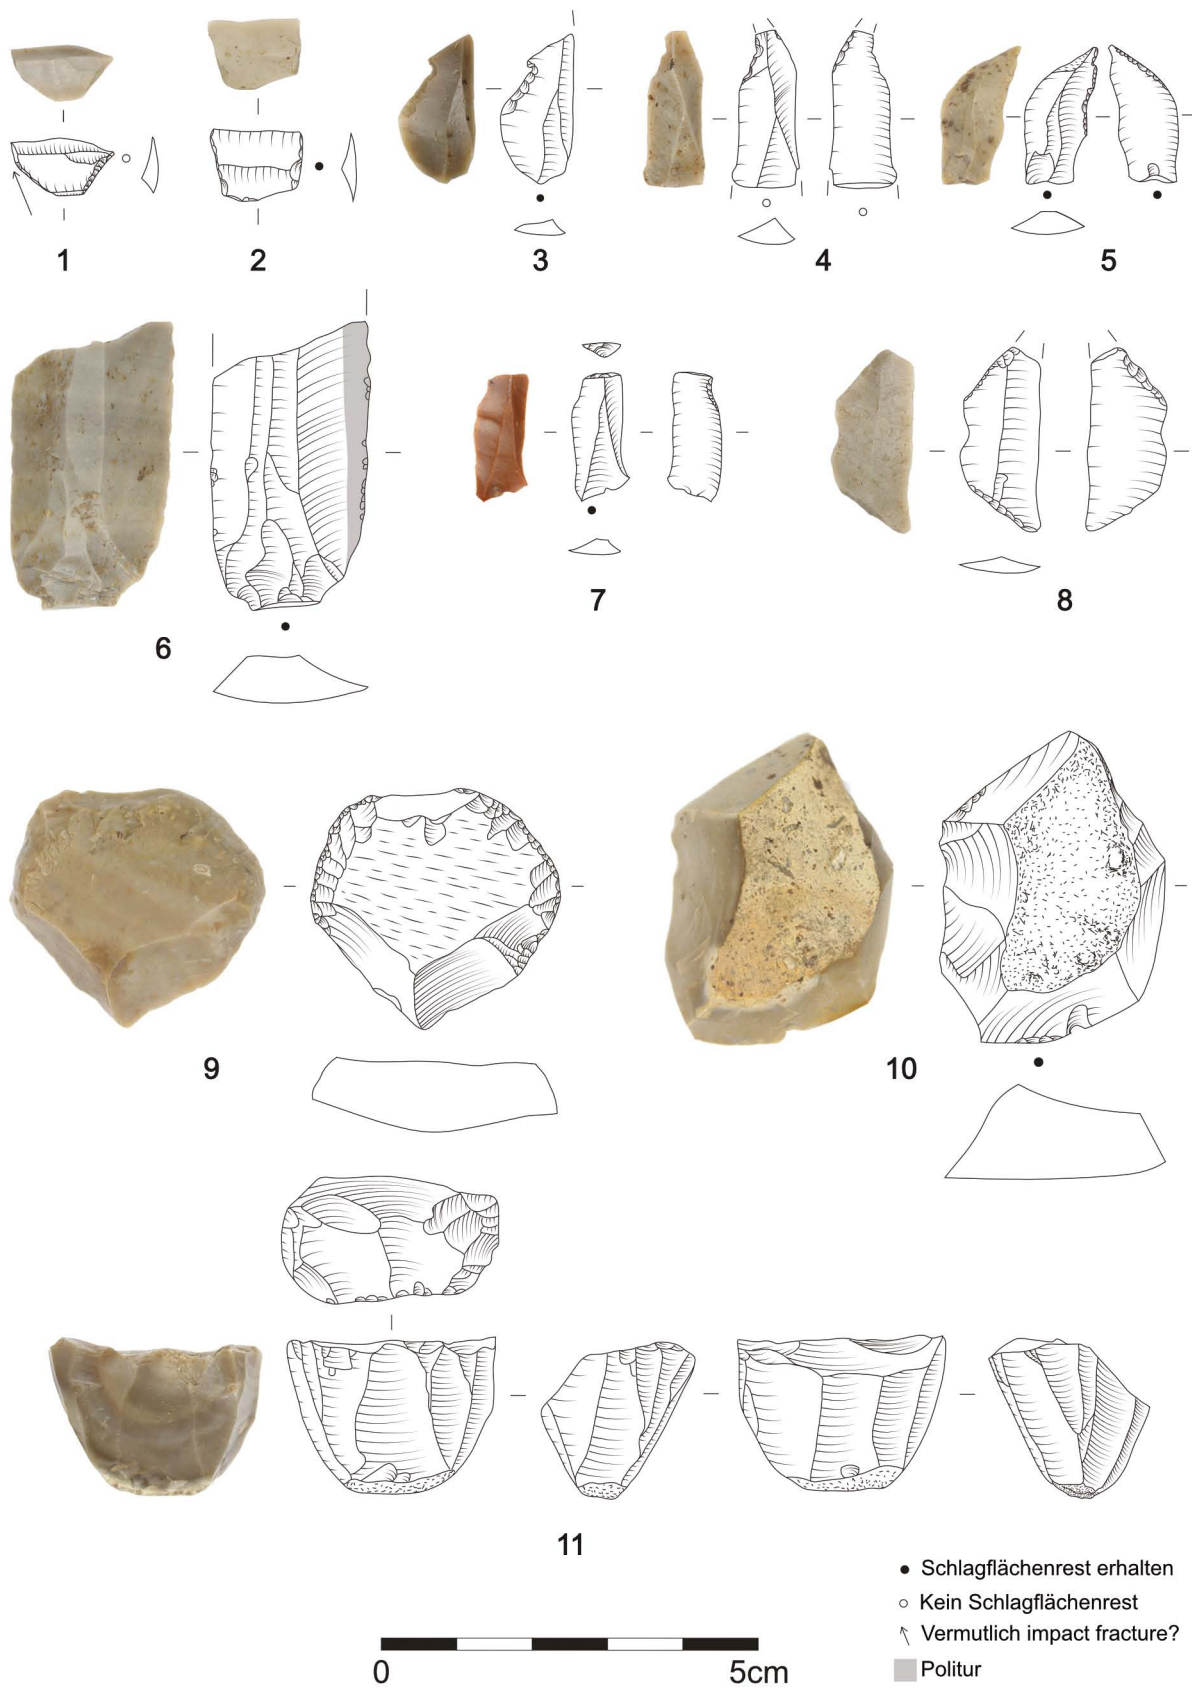 1
2
3
4
5
6
7
8
9
10
11
Schlagflächenrest erhalten
Kein Schlagflächenrest
Vermutlich impact fracture?
Politur
0
5cm